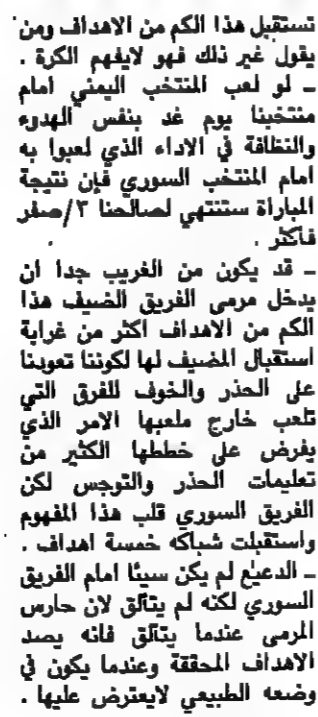 تستقبل هذا الكم من الاهداف ومن
يقول غير ذلك فهو لايفهم الكرة .
ـ لو لعب المنتخب اليمني امام
منتخبنا يوم غد بنفس الهدوء
والنظافة في الاداء الذي لعبوا به
امام المنتخب السوري فإن نتيجة
المباراة ستنتهي لصالحنا ٣/صفر
فاكثر .
ـ قد يكون من الغريب جدا ان
يدخل مرمى الفريق الضيف هذا
الكم من الاهداف اكثر من غرابة
استقبال المضيف لها لكوننا تعودنا
على الحذر والخوف للفرق التي
تلعب خارج ملعبها الامر الذي
يفرض على خططها الكثير من
تعليمات الحذر والتوجس لكن
الفريق السوري قلب هذا المفهوم
واستقبلت شباكه خمسة اهداف .
ـ الدعيع لم يكن سيئا امام الفريق
السوري لكنه لم يتالق لان حارس
المرمى عندما يتالق فانه يصد
الاهداف المحققة وعندما يكون في
وضعه الطبيعي لايعترض عليها .